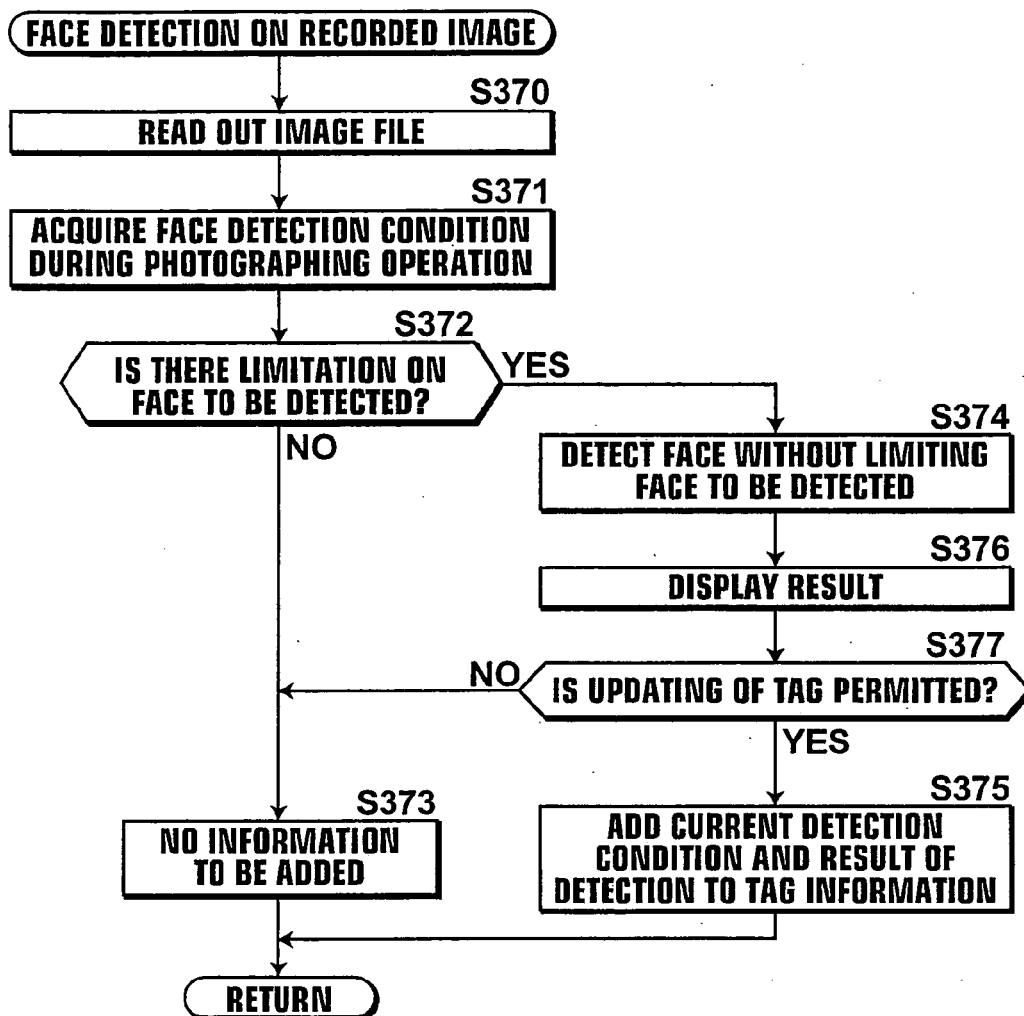 FACE DETECTION ON RECORDED IMAGE
S370
READ OUT IMAGE FILE
S371
ACQUIRE FACE DETECTION CONDITION
DURING PHOTOGRAPHING OPERATION
S372
IS THERE LIMITATION ON
FACE TO BE DETECTED?
YES
NO
S374
DETECT FACE WITHOUT LIMITING
FACE TO BE DETECTED
S376
DISPLAY RESULT
S377
IS UPDATING OF TAG PERMITTED?
NO
YES
S373
NO INFORMATION
TO BE ADDED
S375
ADD CURRENT DETECTION
CONDITION AND RESULT OF
DETECTION TO TAG INFORMATION
RETURN